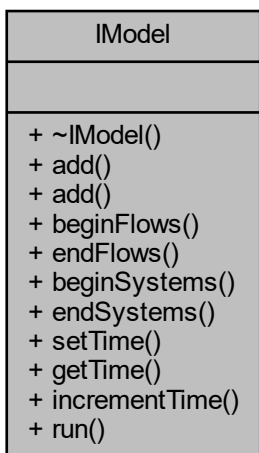 IModel
+ ~IModel()
+ add()
+ add()
+ beginFlows()
+ endFlows()
+ beginSystems()
+ endSystems()
+ setTime()
+ getTime()
+ incrementTime()
+ run()